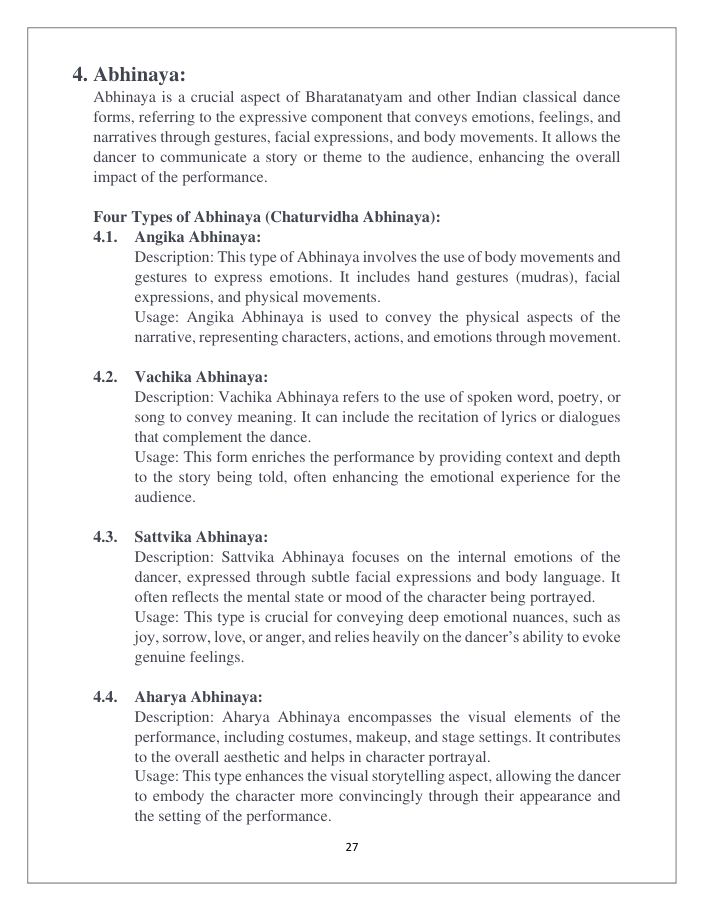 4. Abhinaya:
Abhinaya is a crucial aspect of Bharatanatyam and other Indian classical dance
forms, referring to the expressive component that conveys emotions, feelings, and
narratives through gestures, facial expressions, and body movements. It allows the
dancer to communicate a story or theme to the audience, enhancing the overall
impact of the performance.
Four Types of Abhinaya (Chaturvidha Abhinaya):
4.1. Angika Abhinaya:
Description: This type of Abhinaya involves the use of body movements and
gestures to express emotions. It includes hand gestures (mudras), facial
expressions, and physical movements.
Usage: Angika Abhinaya is used to convey the physical aspects of the
narrative, representing characters, actions, and emotions through movement.
4.2. Vachika Abhinaya:
Description: Vachika Abhinaya refers to the use of spoken word, poetry, or
song to convey meaning. It can include the recitation of lyrics or dialogues
that complement the dance.
Usage: This form enriches the performance by providing context and depth
to the story being told, often enhancing the emotional experience for the
audience.
4.3. Sattvika Abhinaya:
Description: Sattvika Abhinaya focuses on the internal emotions of the
dancer, expressed through subtle facial expressions and body language. It
often reflects the mental state or mood of the character being portrayed.
Usage: This type is crucial for conveying deep emotional nuances, such as
joy, sorrow, love, or anger, and relies heavily on the dancer’s ability to evoke
genuine feelings.
4.4. Aharya Abhinaya:
Description: Aharya Abhinaya encompasses the visual elements of the
performance, including costumes, makeup, and stage settings. It contributes
to the overall aesthetic and helps in character portrayal.
Usage: This type enhances the visual storytelling aspect, allowing the dancer
to embody the character more convincingly through their appearance and
the setting of the performance.
27